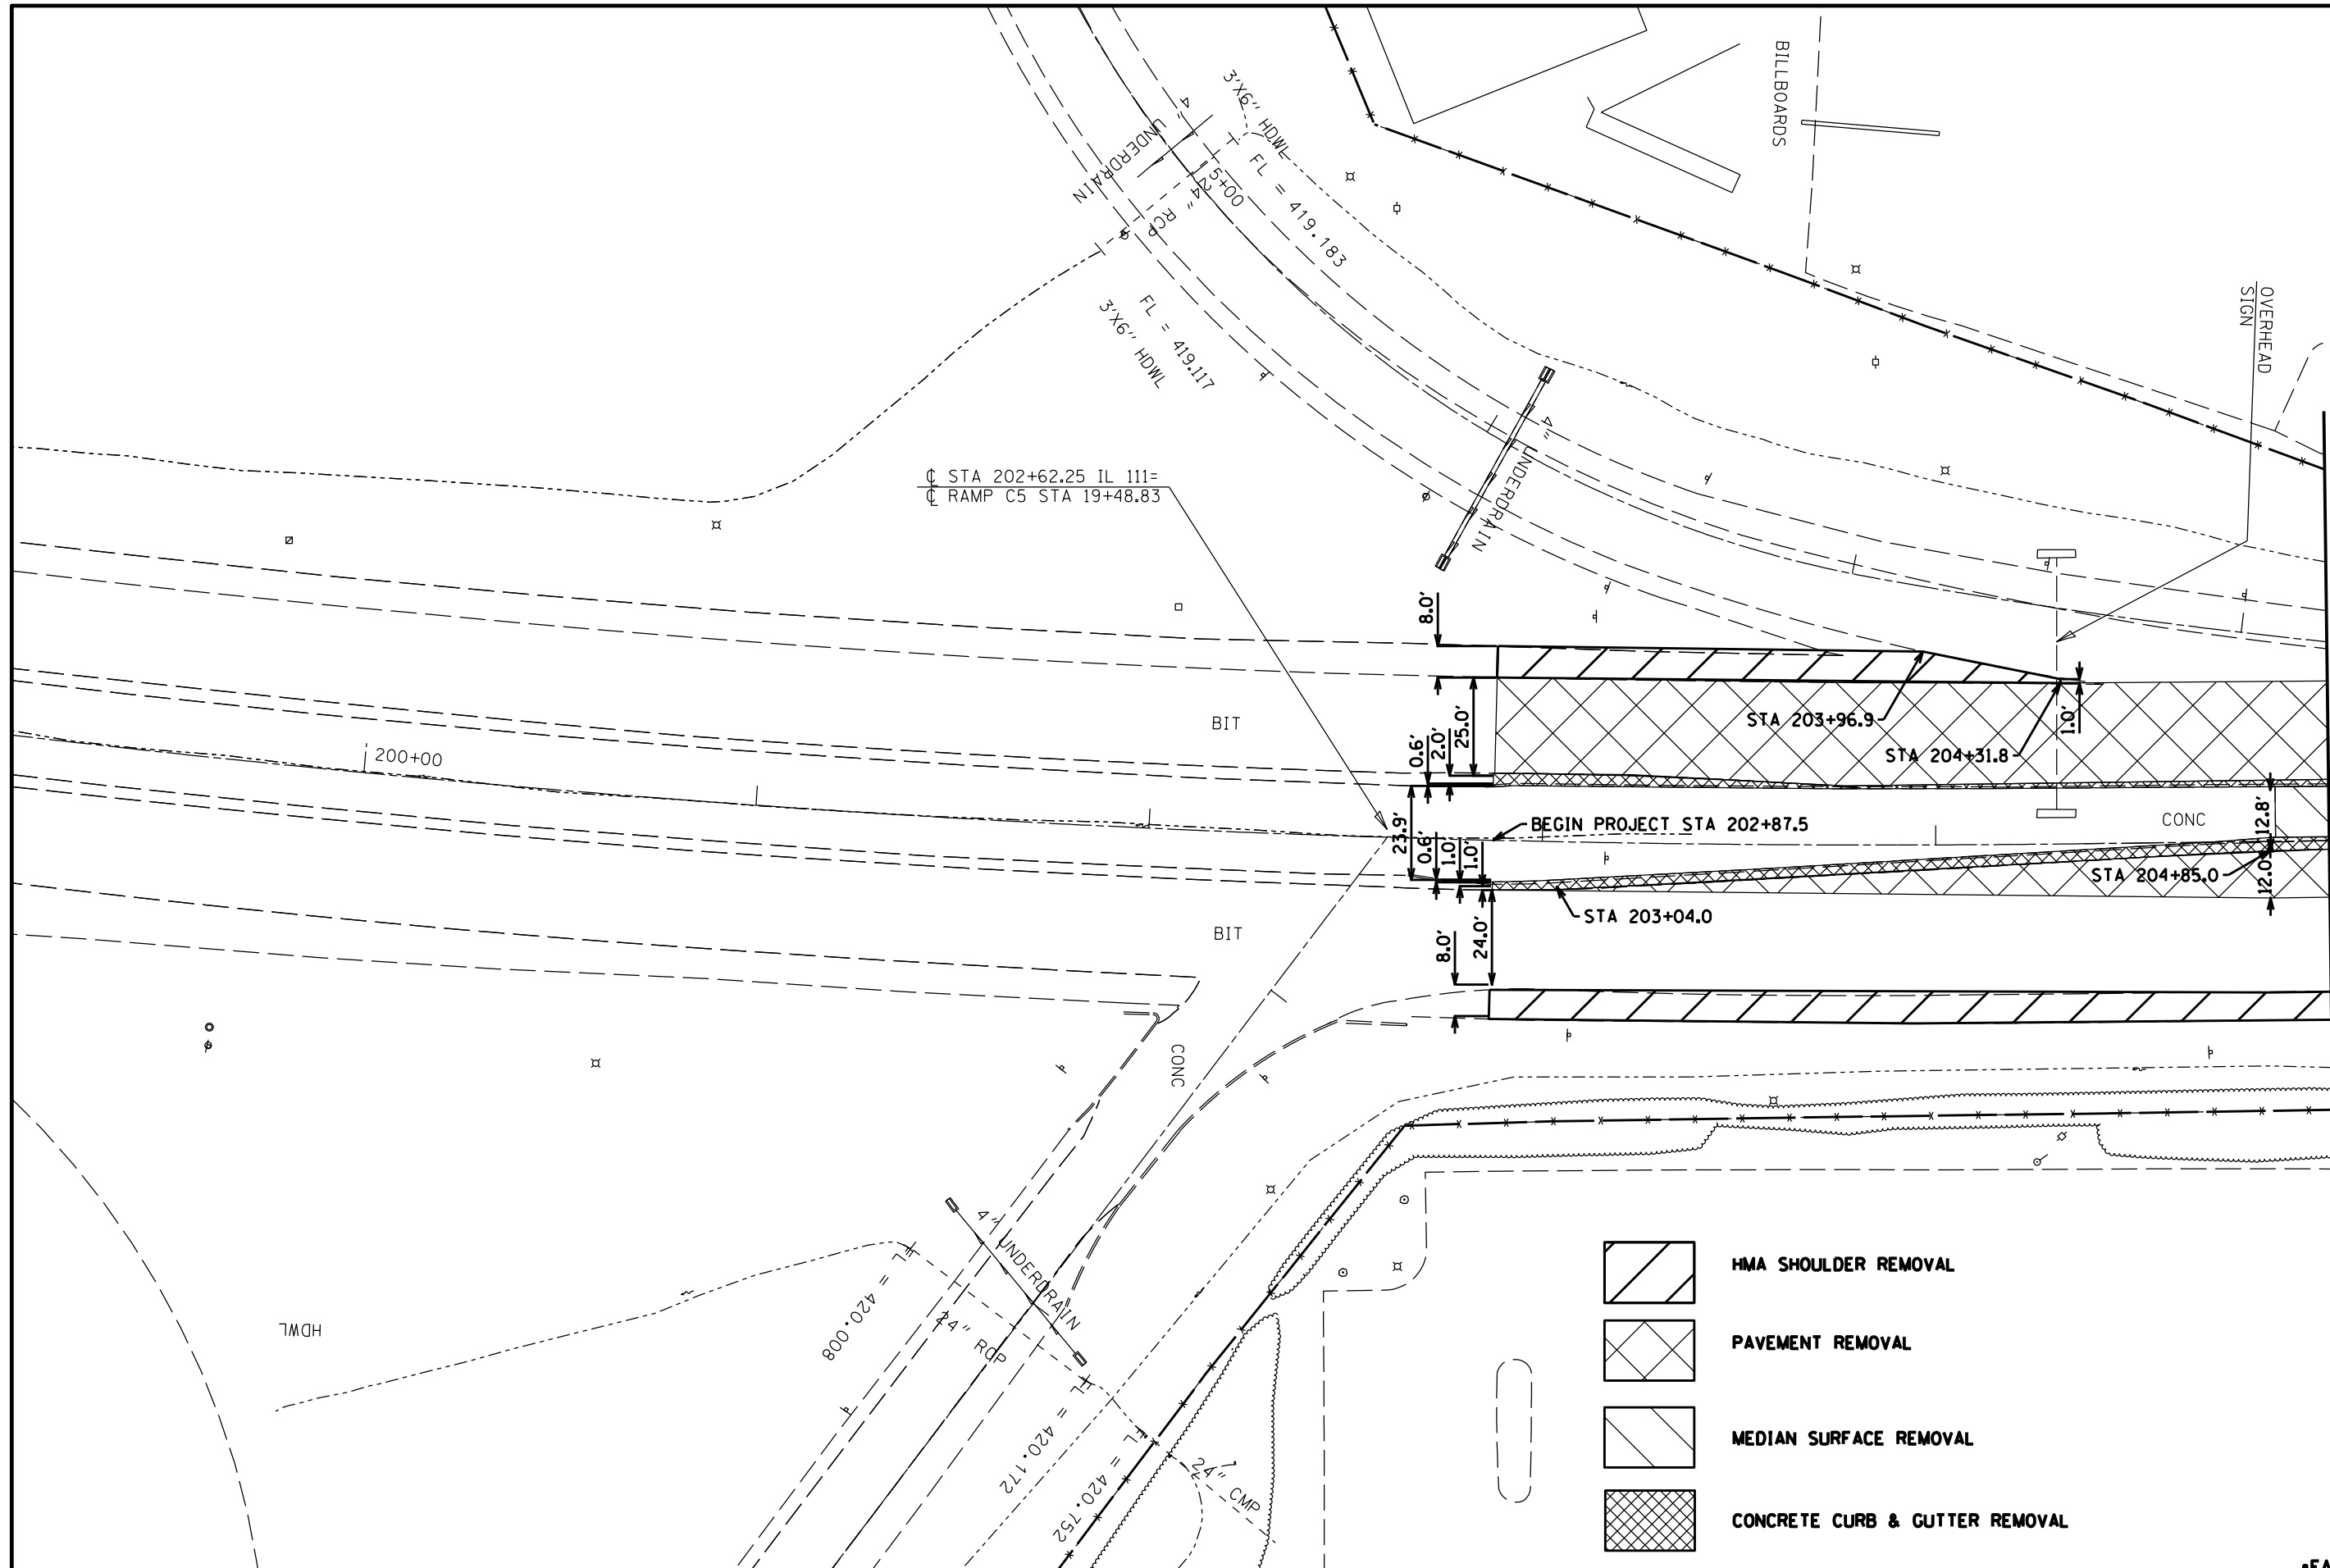 BILLBOARDS
3'X6" HDWL
4"
UNDERDRAIN
15+00
FL = 419.183
24" RCP
FL = 419.117
3'X6" HDWL
OVERHEAD
SIGN
4" UNDERDRAIN
℄ STA 202+62.25 IL 111=
℄ RAMP C5 STA 19+48.83
8.0'
BIT
200+00
0.6'
2.0'
25.0'
STA 203+96.9
STA 204+31.8
1.0'
23.9'
0.6'
1.0'
1.0'
BEGIN PROJECT STA 202+87.5
CONC
12.8'
12.0'
STA 204+85.0
STA 203+04.0
BIT
8.0'
24.0'
CONC
4" UNDERDRAIN
FL = 420.008
24" RCP
HDWL
FL = 420.172
FL = 420.752
24" CMP
HMA SHOULDER REMOVAL
PAVEMENT REMOVAL
MEDIAN SURFACE REMOVAL
CONCRETE CURB & GUTTER REMOVAL